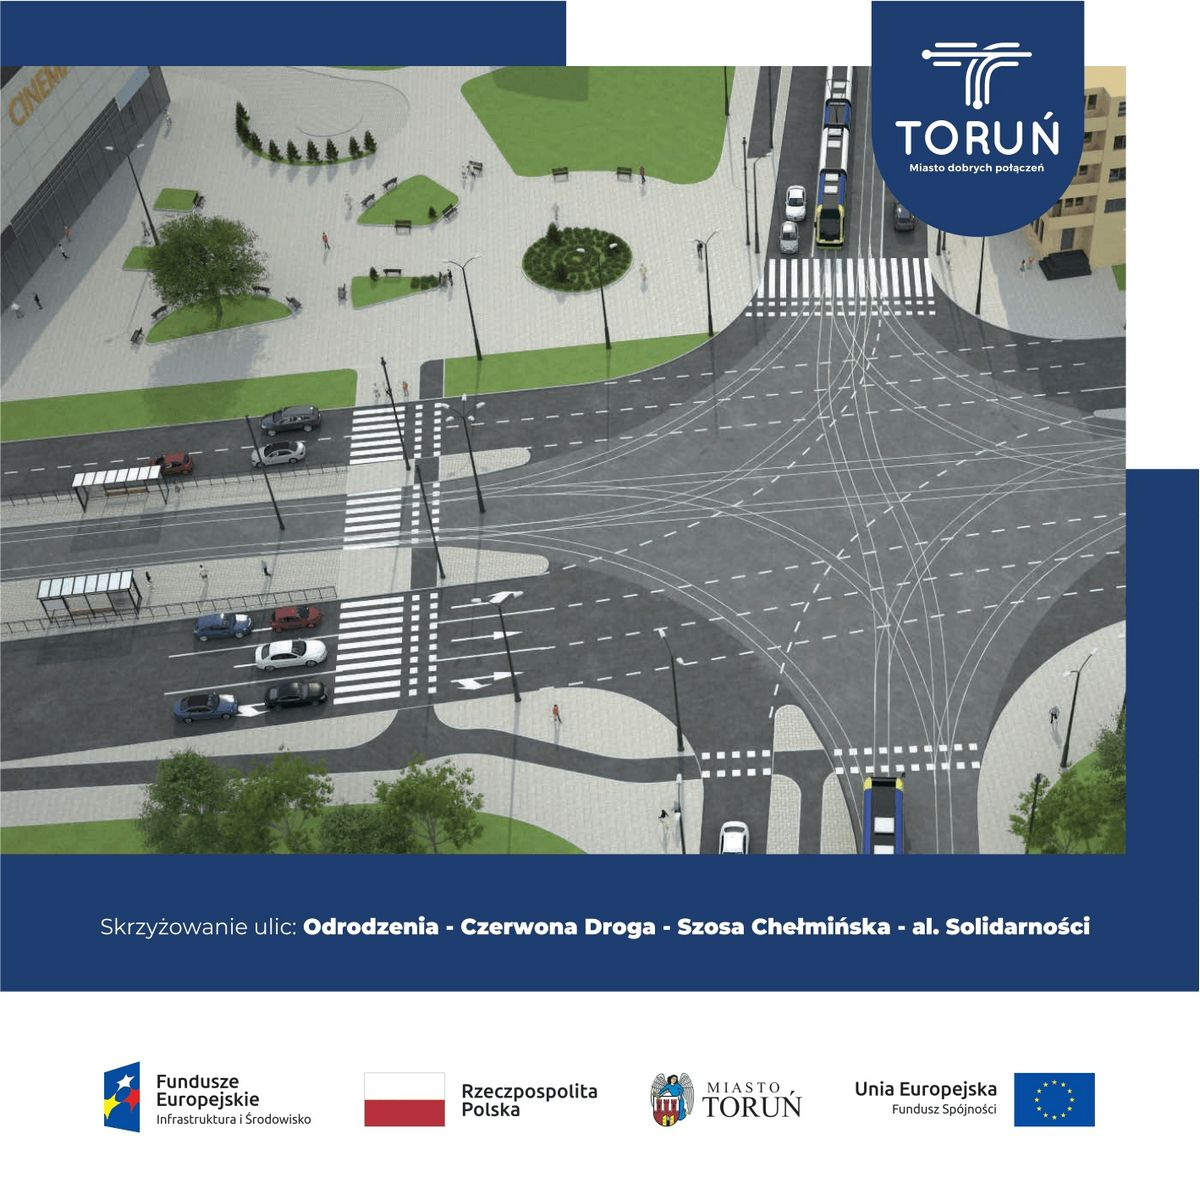 CINEMA
TORUŃ
Miasto dobrych połączeń
Skrzyżowanie ulic: Odrodzenia - Czerwona Droga - Szosa Chełmińska - al. Solidarności
Fundusze
Europejskie
Infrastruktura i Środowisko
Rzeczpospolita
Polska
MIASTO
TORUŃ
Unia Europejska
Fundusz Spójności